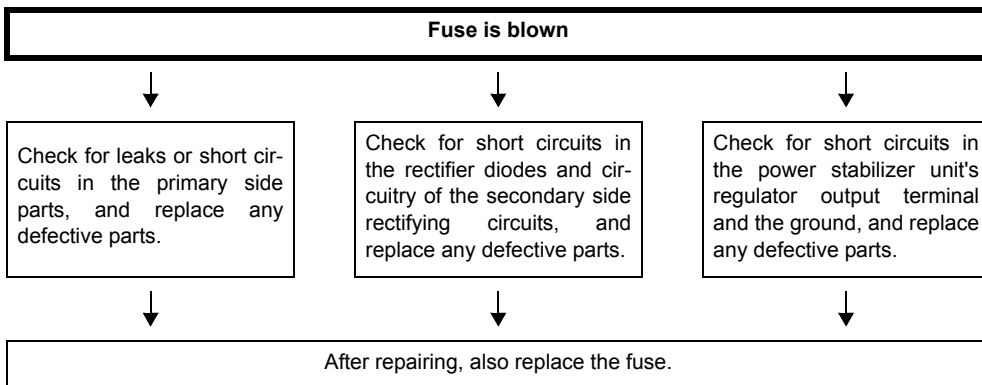 Fuse is blown
Check for leaks or short cir-
cuits in the primary side
parts, and replace any
defective parts.
Check for short circuits in
the rectifier diodes and cir-
cuitry of the secondary side
rectifying circuits, and
replace any defective parts.
Check for short circuits in
the power stabilizer unit's
regulator output terminal
and the ground, and replace
any defective parts.
After repairing, also replace the fuse.